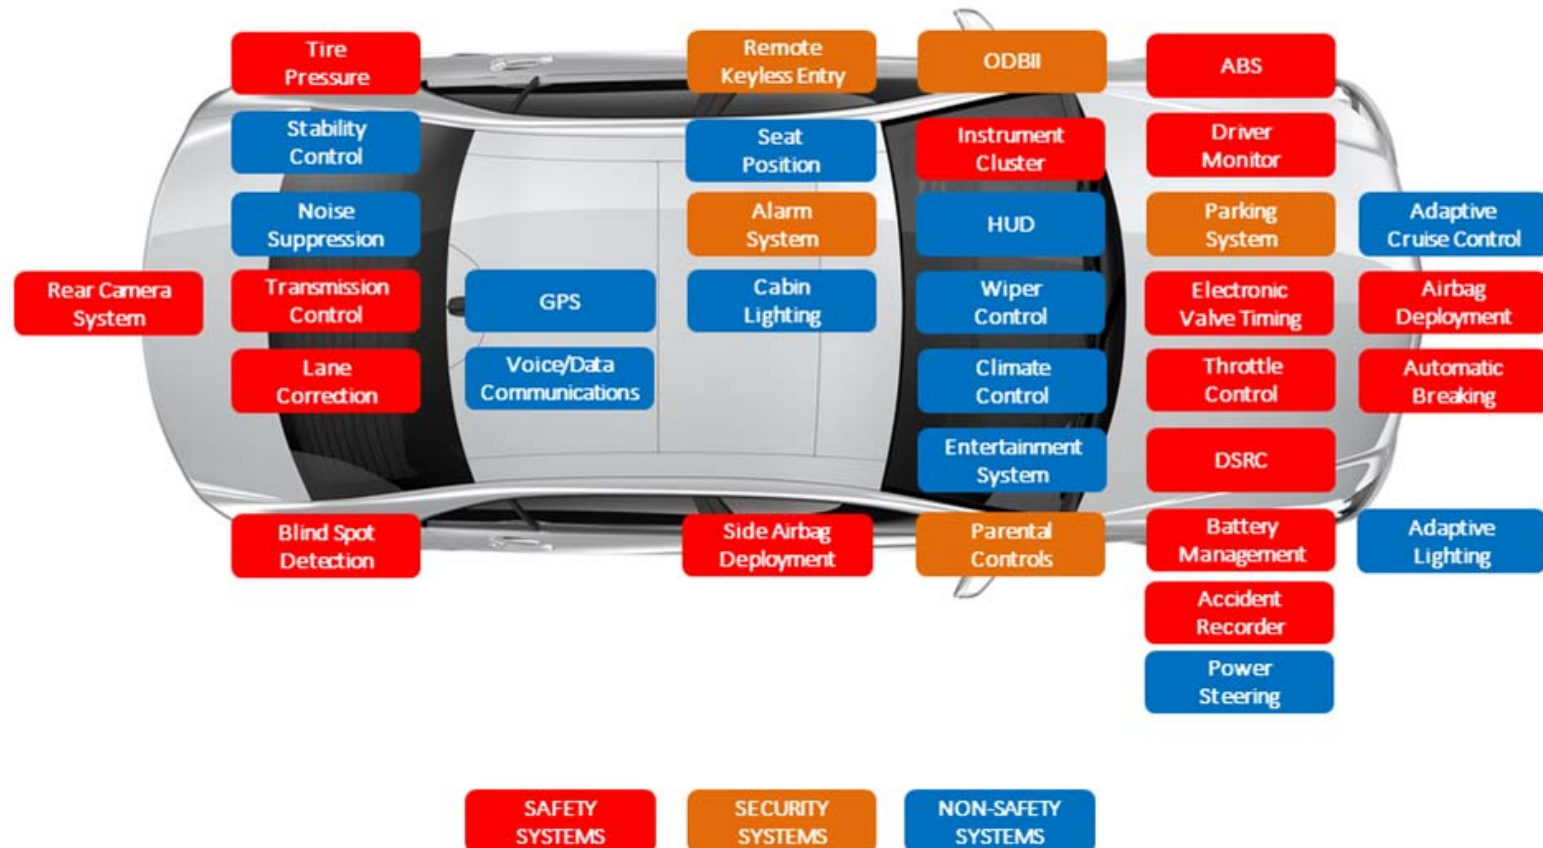 Tire
Pressure
Remote
Keyless Entry
ODBII
ABS
Stability
Control
Seat
Position
Instrument
Cluster
Driver
Monitor
Noise
Suppression
Alarm
System
HUD
Parking
System
Adaptive
Cruise Control
Rear Camera
System
Transmission
Control
GPS
Cabin
Lighting
Wiper
Control
Electronic
Valve Timing
Airbag
Deployment
Lane
Correction
Voice/Data
Communications
Climate
Control
Throttle
Control
Automatic
Breaking
Entertainment
System
DSRC
Blind Spot
Detection
Side Airbag
Deployment
Parental
Controls
Battery
Management
Adaptive
Lighting
Accident
Recorder
Power
Steering
SAFETY
SYSTEMS
SECURITY
SYSTEMS
NON-SAFETY
SYSTEMS